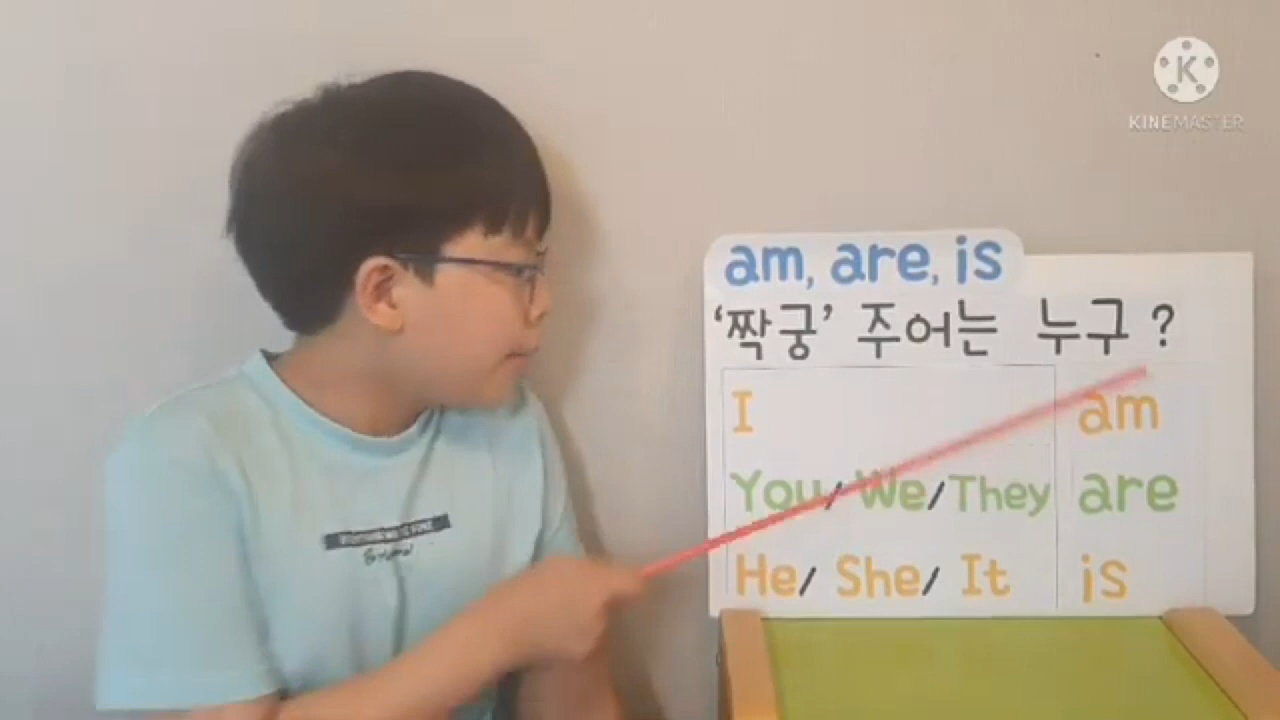 KINEMASTER
am, are, is
‘짝궁’ 주어는 누구?
I am
You/We/They are
He/ She/ It is